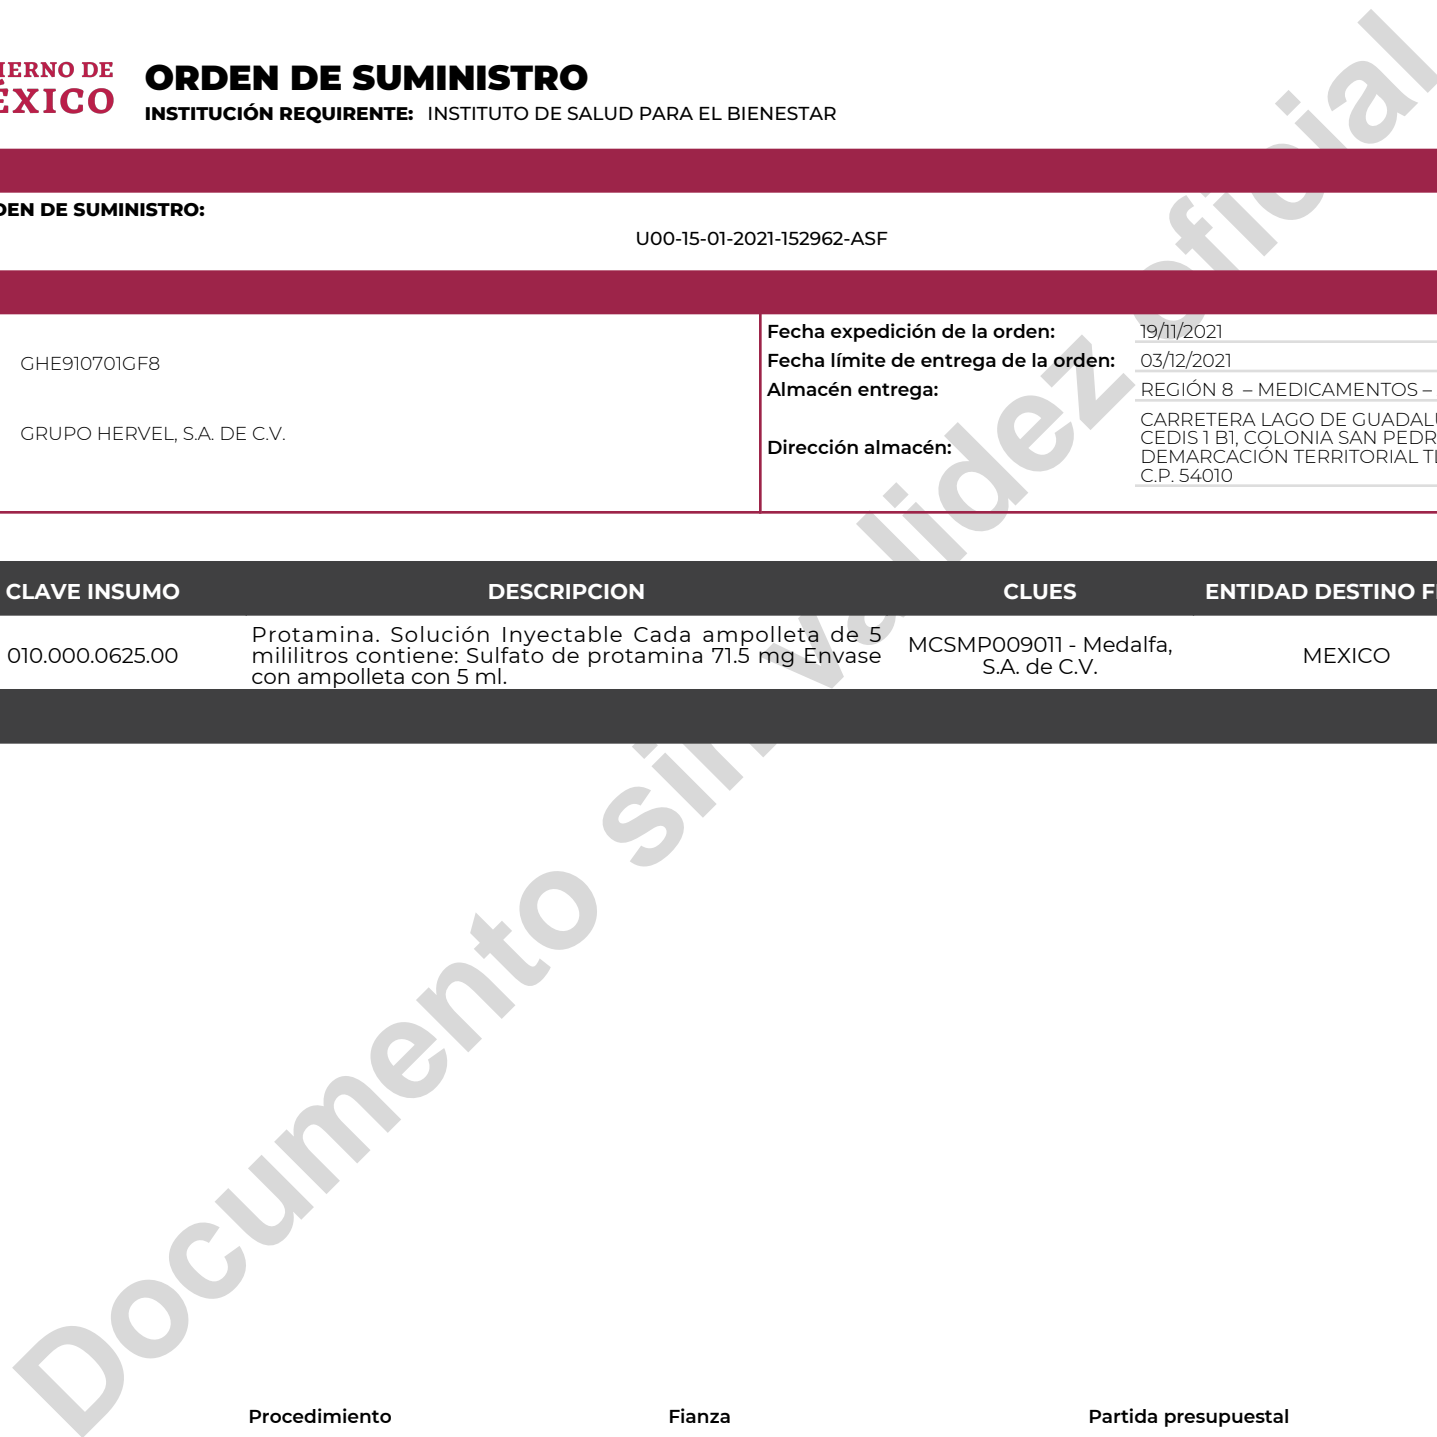 IERNO DE
ÉXICO
ORDEN DE SUMINISTRO
INSTITUCIÓN REQUIRENTE: INSTITUTO DE SALUD PARA EL BIENESTAR
DEN DE SUMINISTRO:
U00-15-01-2021-152962-ASF
GHE910701GF8
GRUPO HERVEL, S.A. DE C.V.
Fecha expedición de la orden: 19/11/2021
Fecha límite de entrega de la orden: 03/12/2021
Almacén entrega: REGIÓN 8 – MEDICAMENTOS –
Dirección almacén:
CARRETERA LAGO DE GUADALU
CEDIS 1 B1, COLONIA SAN PEDR
DEMARCACIÓN TERRITORIAL TL
C.P. 54010
CLAVE INSUMO DESCRIPCION CLUES ENTIDAD DESTINO FI
010.000.0625.00
Protamina. Solución Inyectable Cada ampolleta de 5
mililitros contiene: Sulfato de protamina 71.5 mg Envase
con ampolleta con 5 ml.
MCSMP009011 - Medalfa,
S.A. de C.V.
MEXICO
Documento sin validez oficial
Procedimiento Fianza Partida presupuestal